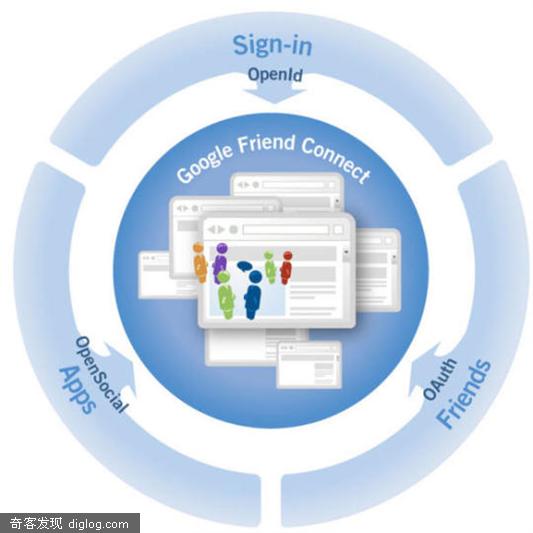 Sign-in
OpenId
Google Friend Connect
OpenSocial
Apps
OAuth
Friends
奇客发现 diglog.com